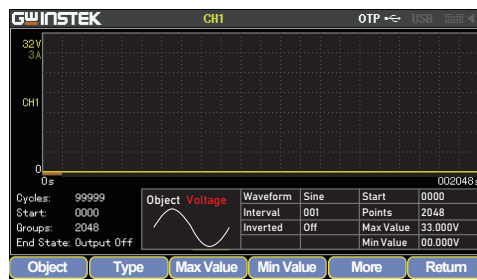 GWINSTEK CH1 OTP USB
32V
3A
CH1
0
0s 002048s
Cycles: 99999
Start: 0000
Groups: 2048
End State: Output Off
Object Voltage
Waveform Sine Start 0000
Interval 001 Points 2048
Inverted Off Max Value 33.000V
Min Value 00.000V
Object Type Max Value Min Value More Return